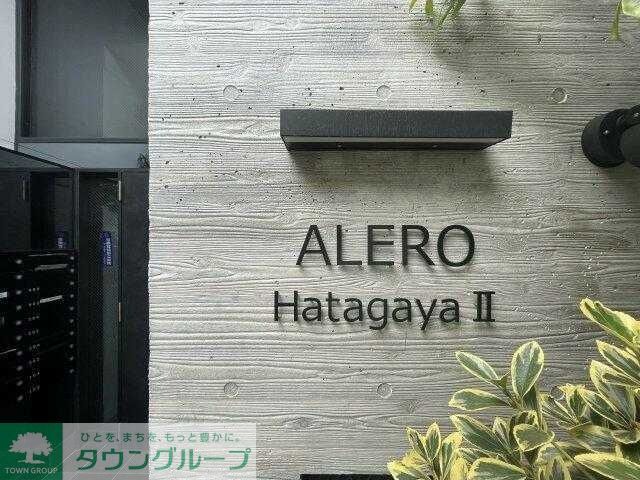 ALERO
Hatagaya Ⅱ
ひとを、まちを、もっと豊かに。
タウングループ
TOWN GROUP